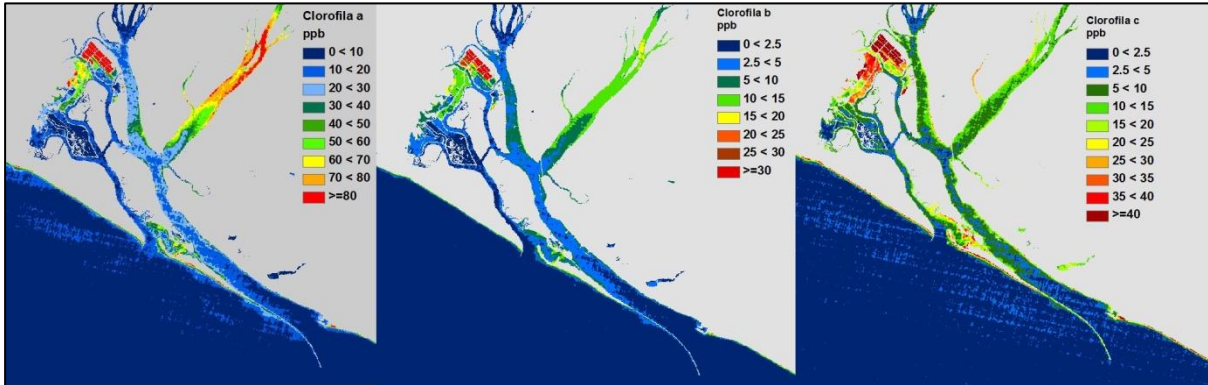 Clorofila a
ppb
0 < 10
10 < 20
20 < 30
30 < 40
40 < 50
50 < 60
60 < 70
70 < 80
>=80
Clorofila b
ppb
0 < 2.5
2.5 < 5
5 < 10
10 < 15
15 < 20
20 < 25
25 < 30
>=30
Clorofila c
ppb
0 < 2.5
2.5 < 5
5 < 10
10 < 15
15 < 20
20 < 25
25 < 30
30 < 35
35 < 40
>=40